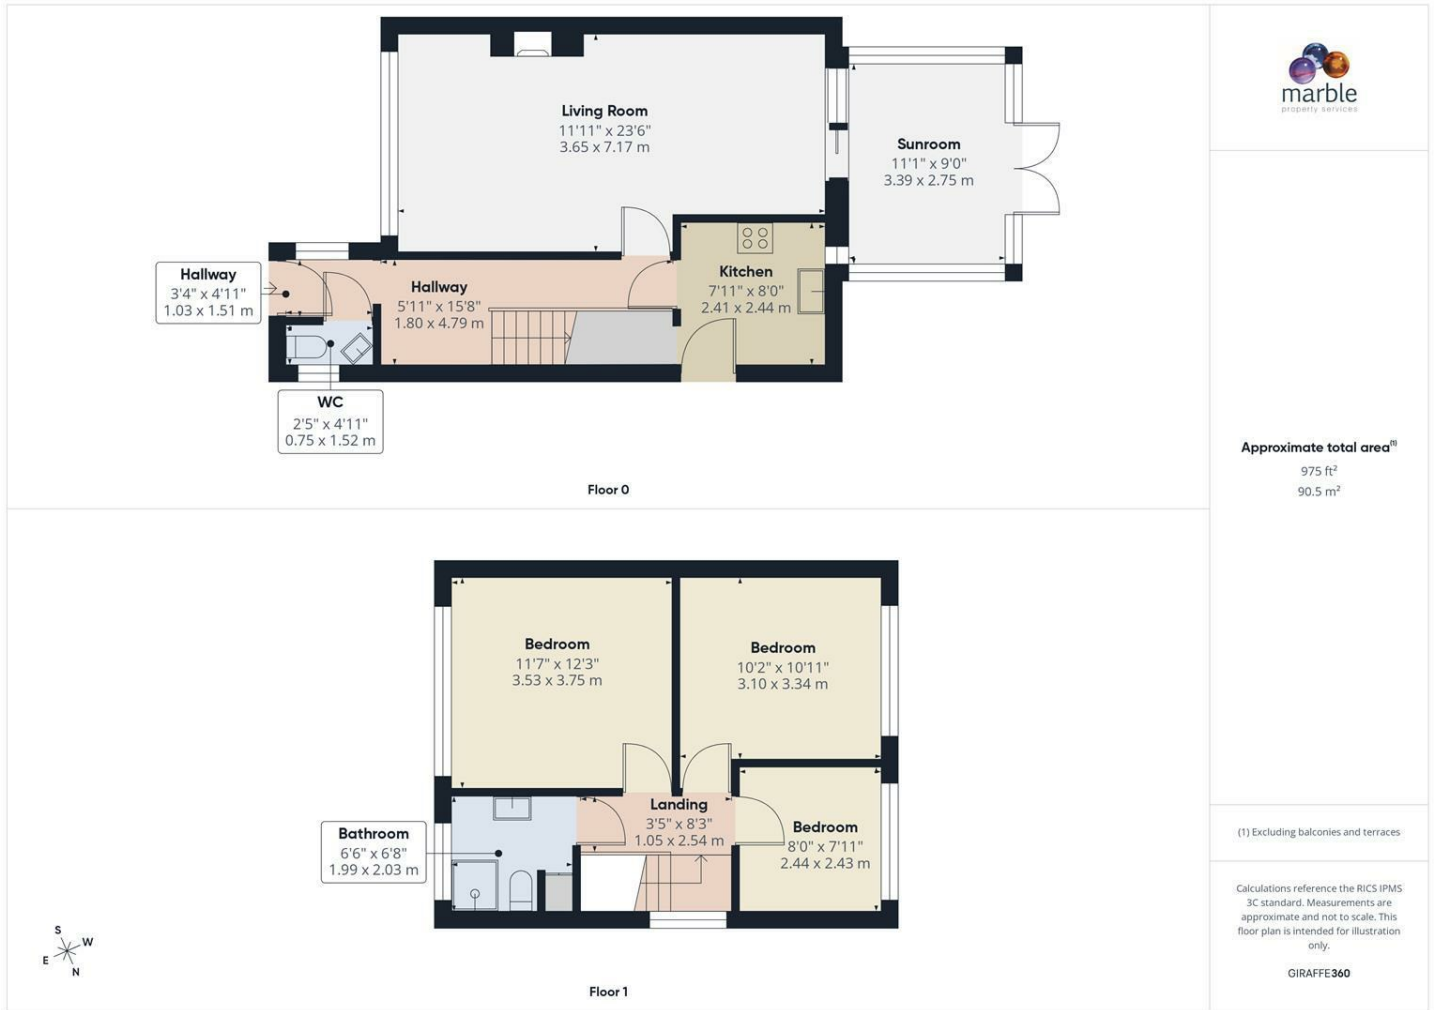 Living Room
11'11" x 23'6"
3.65 x 7.17 m
Sunroom
11'1" x 9'0"
3.39 x 2.75 m
Hallway
3'4" x 4'11"
1.03 x 1.51 m
Hallway
5'11" x 15'8"
1.80 x 4.79 m
Kitchen
7'11" x 8'0"
2.41 x 2.44 m
WC
2'5" x 4'11"
0.75 x 1.52 m
Floor 0
Bedroom
11'7" x 12'3"
3.53 x 3.75 m
Bedroom
10'2" x 10'11"
3.10 x 3.34 m
Landing
3'5" x 8'3"
1.05 x 2.54 m
Bathroom
6'6" x 6'8"
1.99 x 2.03 m
Bedroom
8'0" x 7'11"
2.44 x 2.43 m
S
W
E
N
Floor 1
marble
property services
Approximate total area(1)
975 ft²
90.5 m²
(1) Excluding balconies and terraces
Calculations reference the RICS IPMS
3C standard. Measurements are
approximate and not to scale. This
floor plan is intended for illustration
only.
GIRAFFE360